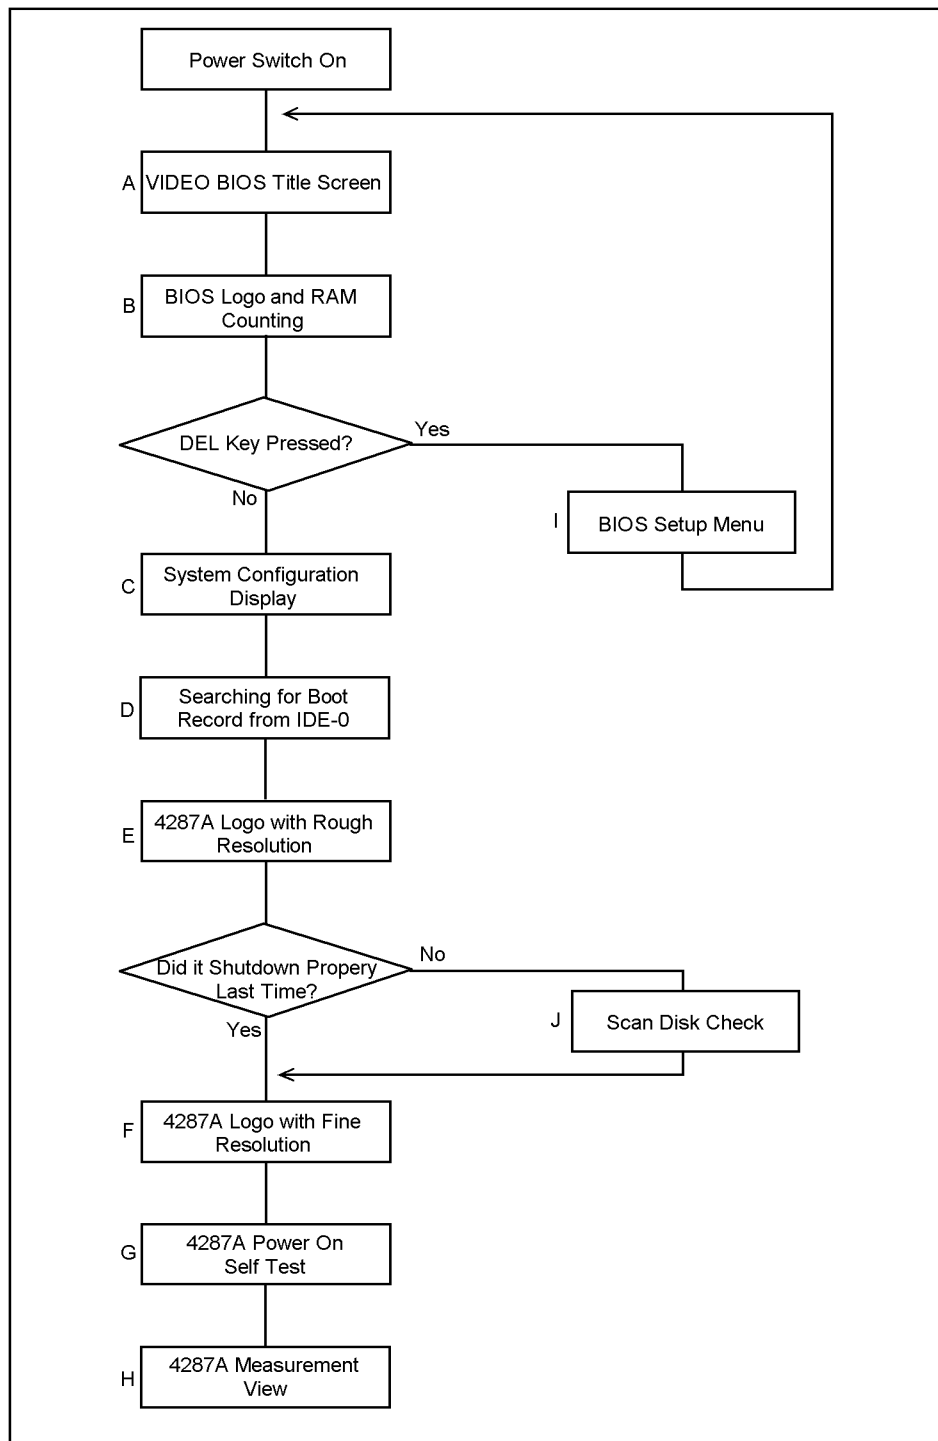 Power Switch On
A
VIDEO BIOS Title Screen
B
BIOS Logo and RAM
Counting
DEL Key Pressed?
Yes
No
I
BIOS Setup Menu
C
System Configuration
Display
D
Searching for Boot
Record from IDE-0
E
4287A Logo with Rough
Resolution
Did it Shutdown Propery
Last Time?
No
Yes
J
Scan Disk Check
F
4287A Logo with Fine
Resolution
G
4287A Power On
Self Test
H
4287A Measurement
View